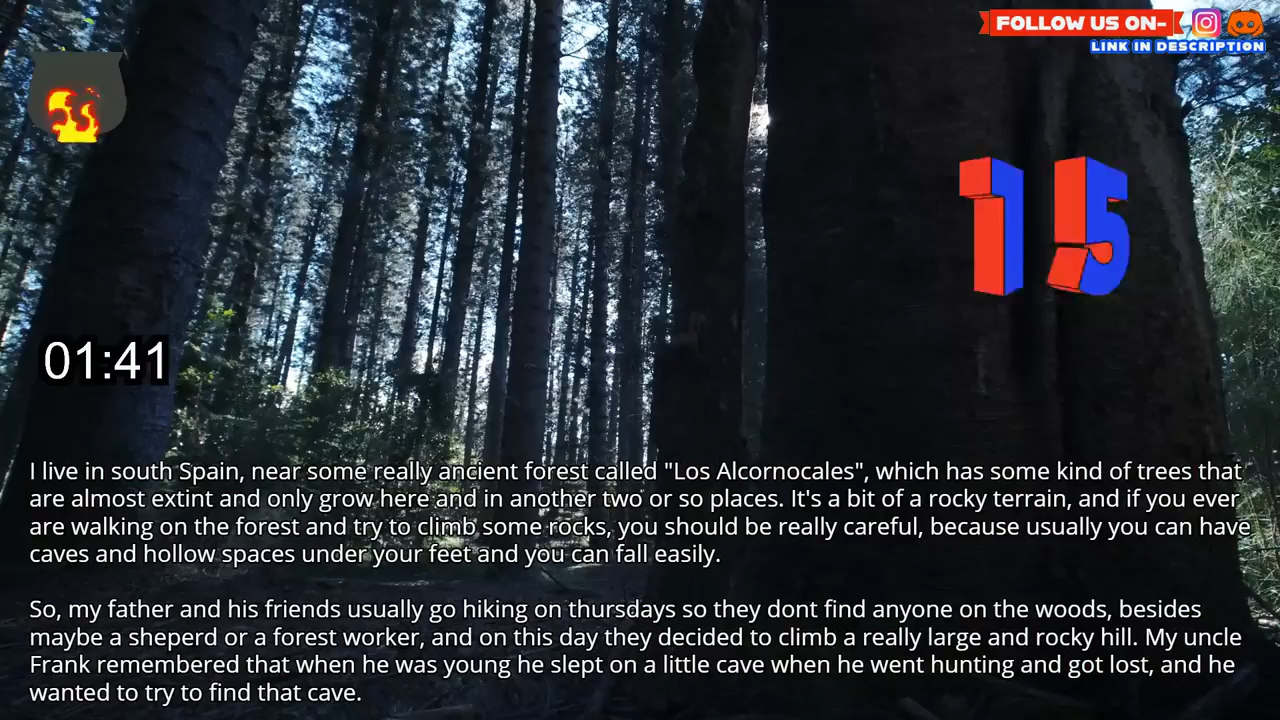 FOLLOW US ON-
LINK IN DESCRIPTION
15
01:41
I live in south Spain, near some really ancient forest called "Los Alcornocales", which has some kind of trees that
are almost extint and only grow here and in another two or so places. It's a bit of a rocky terrain, and if you ever
are walking on the forest and try to climb some rocks, you should be really careful, because usually you can have
caves and hollow spaces under your feet and you can fall easily.
So, my father and his friends usually go hiking on thursdays so they dont find anyone on the woods, besides
maybe a sheperd or a forest worker, and on this day they decided to climb a really large and rocky hill. My uncle
Frank remembered that when he was young he slept on a little cave when he went hunting and got lost, and he
wanted to try to find that cave.